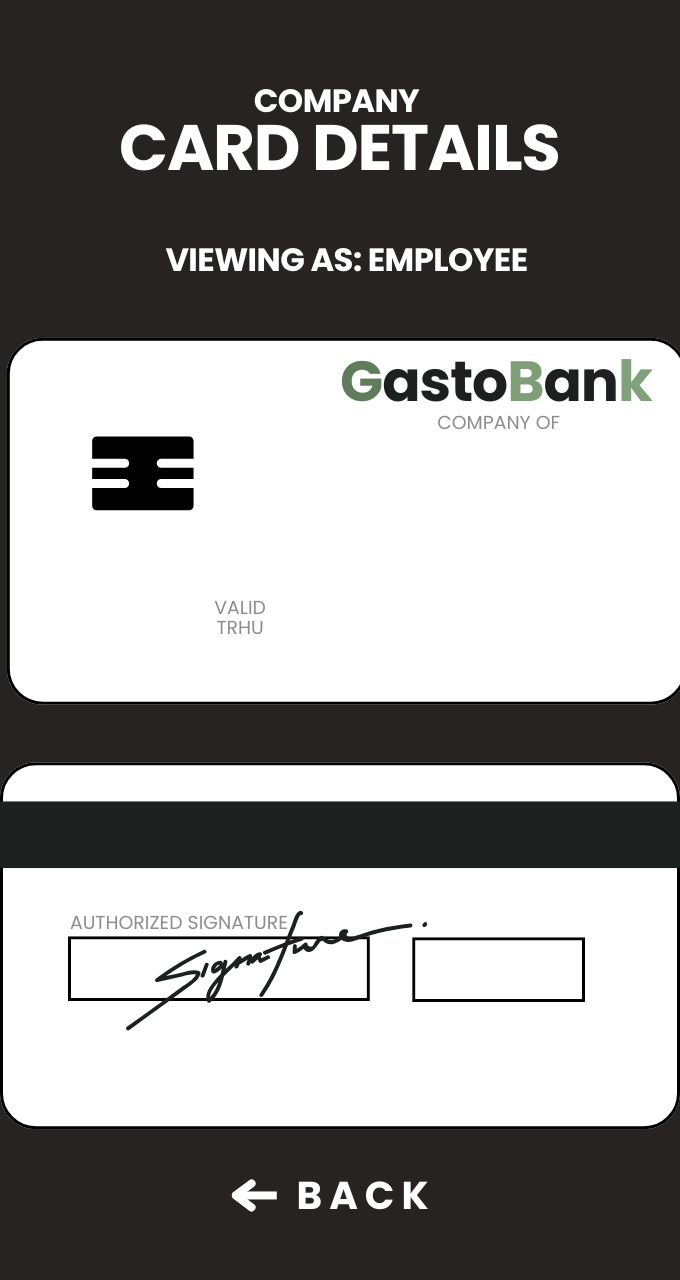 COMPANY
CARD DETAILS
VIEWING AS: EMPLOYEE
GastoBank
COMPANY OF
VALID
TRHU
AUTHORIZED SIGNATURE
Signature
BACK